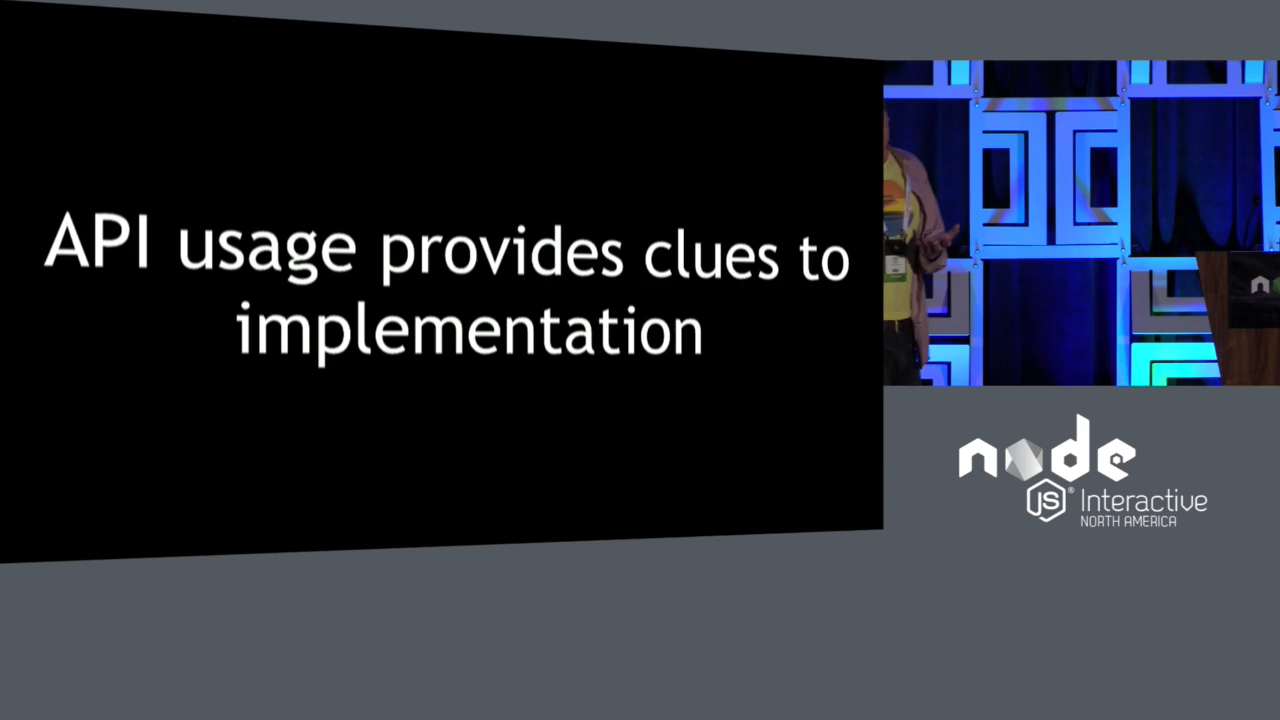 API usage provides clues to
implementation
node
JS® Interactive
NORTH AMERICA